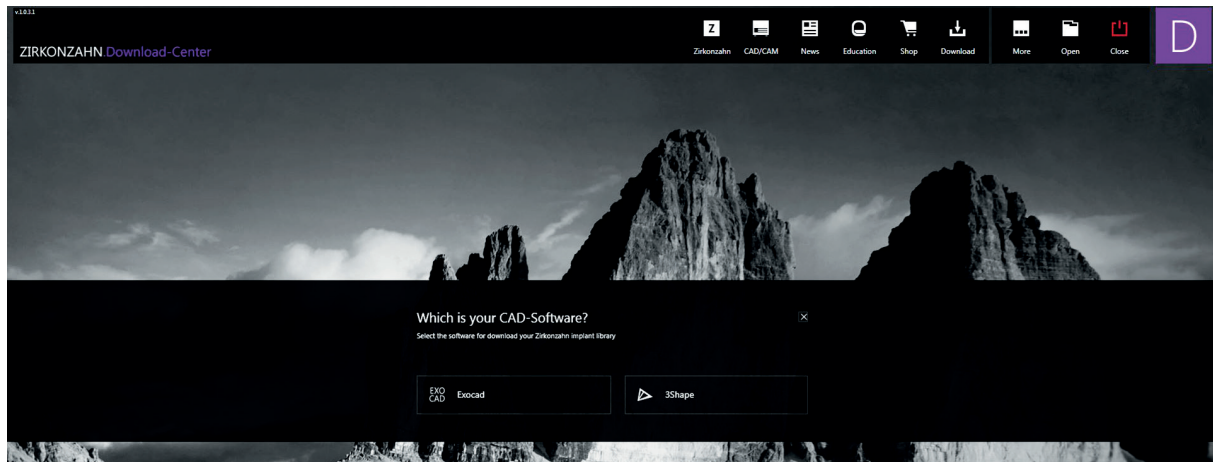 v.1.0.3.1
ZIRKONZAHN.Download-Center
Z
Zirkonzahn CAD/CAM News Education Shop Download More Open Close
D
Which is your CAD-Software?
Select the software for download your Zirkonzahn implant library
EXO
CAD
Exocad
3Shape